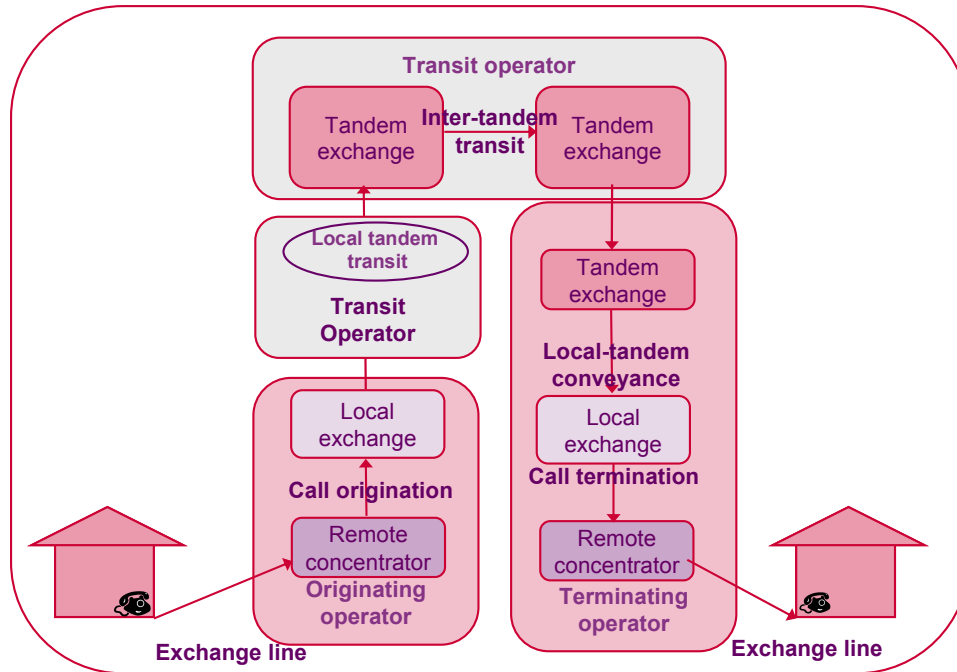 Transit operator
Tandem
exchange
Inter-tandem
transit
Tandem
exchange
Local tandem
transit
Transit
Operator
Tandem
exchange
Local-tandem
conveyance
Local
exchange
Local
exchange
Call origination
Call termination
Remote
concentrator
Remote
concentrator
Originating
operator
Terminating
operator
Exchange line
Exchange line